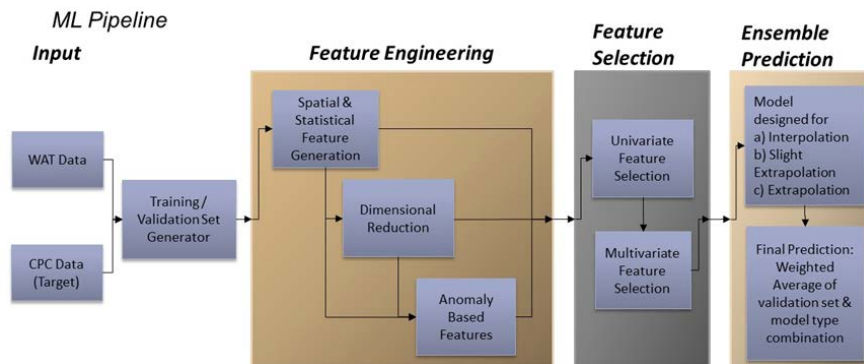 ML Pipeline
Input
Feature Engineering
Feature
Selection
Ensemble
Prediction
WAT Data
CPC Data
(Target)
Training /
Validation Set
Generator
Spatial &
Statistical
Feature
Generation
Dimensional
Reduction
Anomaly
Based
Features
Univariate
Feature
Selection
Multivariate
Feature
Selection
Model
designed for
a) Interpolation
b) Slight
Extrapolation
c) Extrapolation
Final Prediction:
Weighted
Average of
validation set &
model type
combination